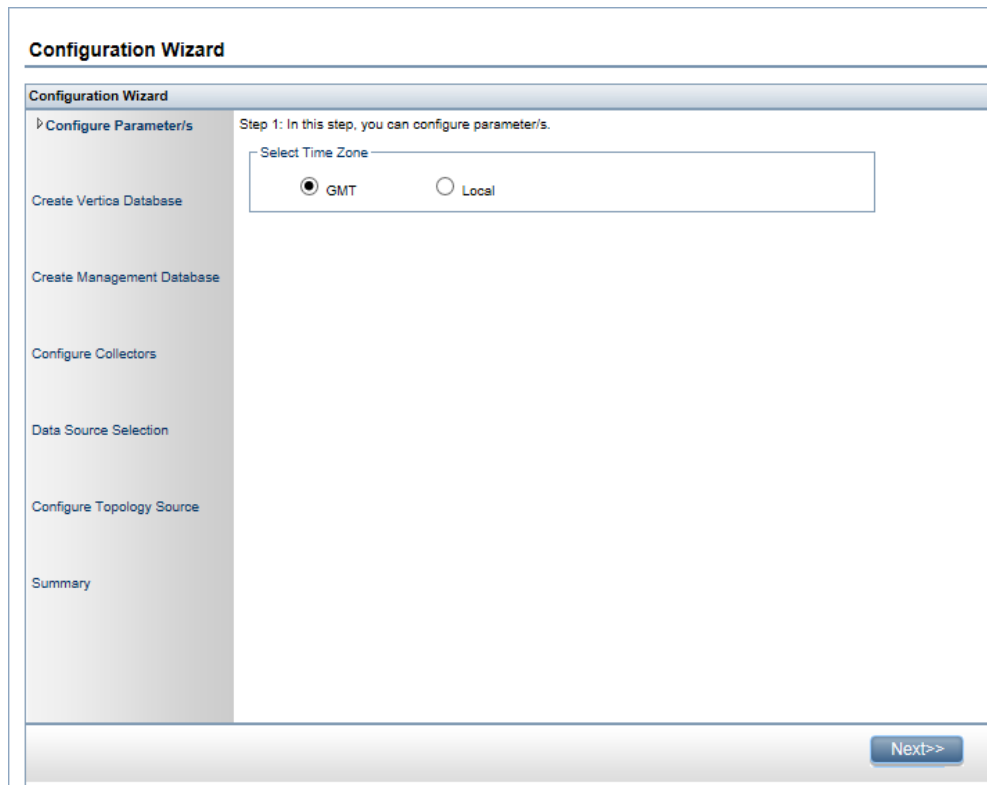 Configuration Wizard
Configuration Wizard
Configure Parameter/s
Step 1: In this step, you can configure parameter/s.
Select Time Zone
GMT
Local
Create Vertica Database
Create Management Database
Configure Collectors
Data Source Selection
Configure Topology Source
Summary
Next>>